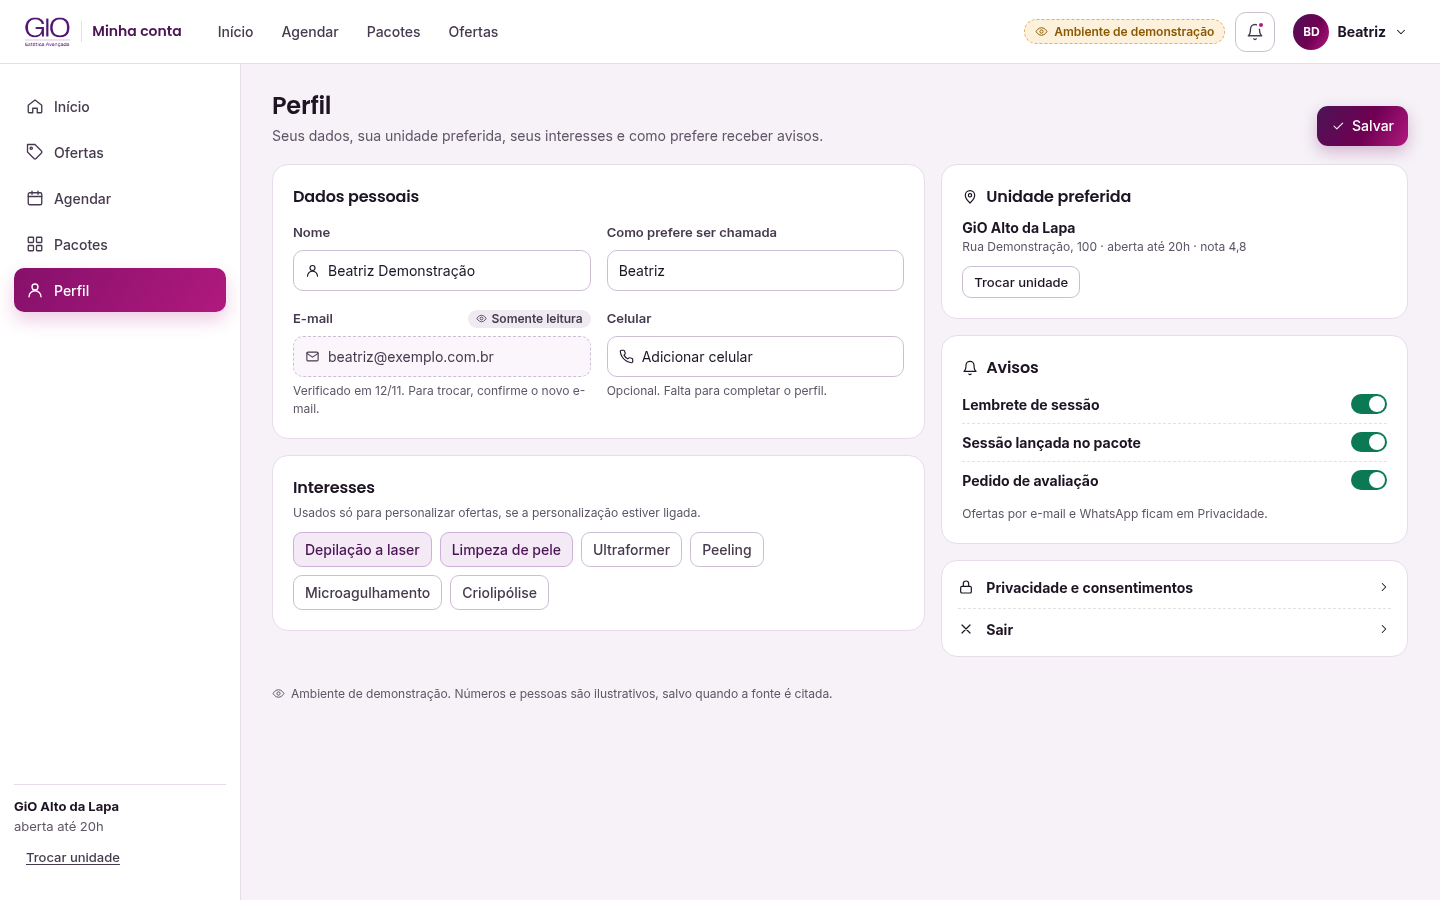 GIO
Estética Avançada
Minha conta
Início
Agendar
Pacotes
Ofertas
Ambiente de demonstração
BD
Beatriz
Início
Ofertas
Agendar
Pacotes
Perfil
GiO Alto da Lapa
aberta até 20h
Trocar unidade
Perfil
Seus dados, sua unidade preferida, seus interesses e como prefere receber avisos.
Salvar
Dados pessoais
Nome
Como prefere ser chamada
Beatriz Demonstração
Beatriz
E-mail
Somente leitura
Celular
beatriz@exemplo.com.br
Adicionar celular
Verificado em 12/11. Para trocar, confirme o novo e-
mail.
Opcional. Falta para completar o perfil.
Interesses
Usados só para personalizar ofertas, se a personalização estiver ligada.
Depilação a laser
Limpeza de pele
Ultraformer
Peeling
Microagulhamento
Criolipólise
Unidade preferida
GiO Alto da Lapa
Rua Demonstração, 100 · aberta até 20h · nota 4,8
Trocar unidade
Avisos
Lembrete de sessão
Sessão lançada no pacote
Pedido de avaliação
Ofertas por e-mail e WhatsApp ficam em Privacidade.
Privacidade e consentimentos
Sair
Ambiente de demonstração. Números e pessoas são ilustrativos, salvo quando a fonte é citada.